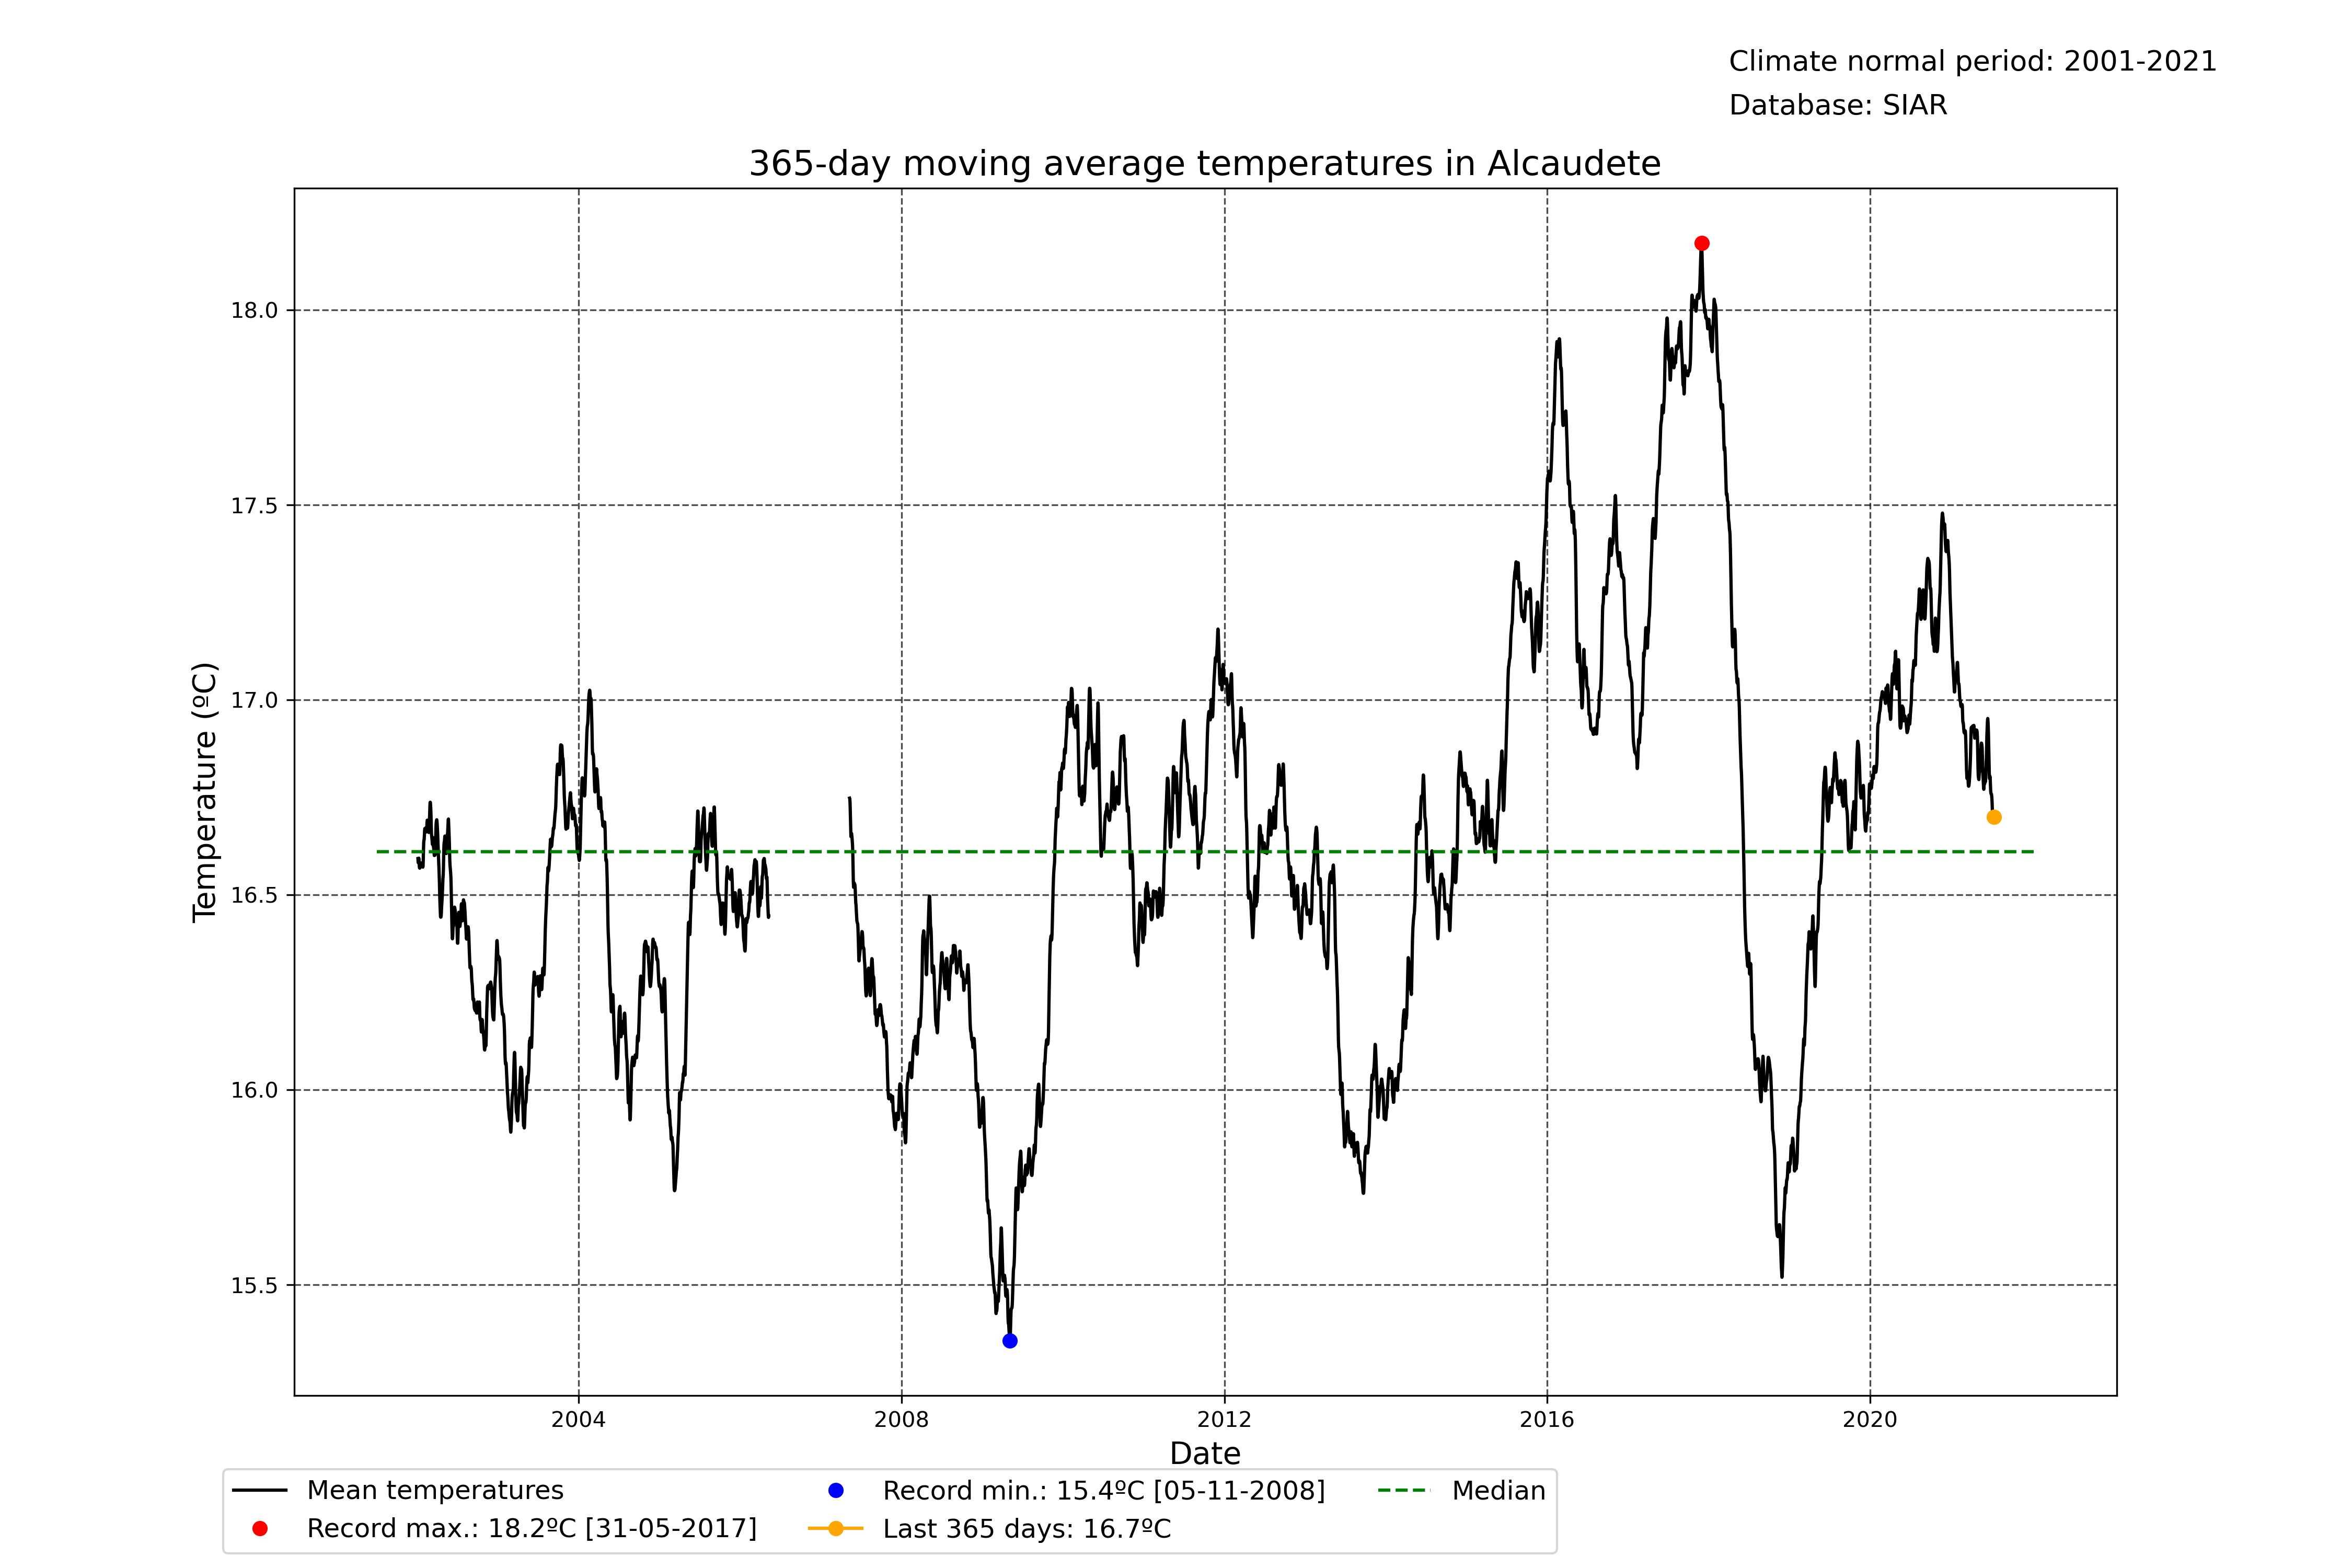 Climate normal period: 2001-2021
Database: SIAR
365-day moving average temperatures in Alcaudete
Temperature (ºC)
18.0
17.5
17.0
16.5
16.0
15.5
2004 2008 2012 2016 2020
Date
Mean temperatures
Record max.: 18.2ºC [31-05-2017]
Record min.: 15.4ºC [05-11-2008]
Last 365 days: 16.7ºC
Median